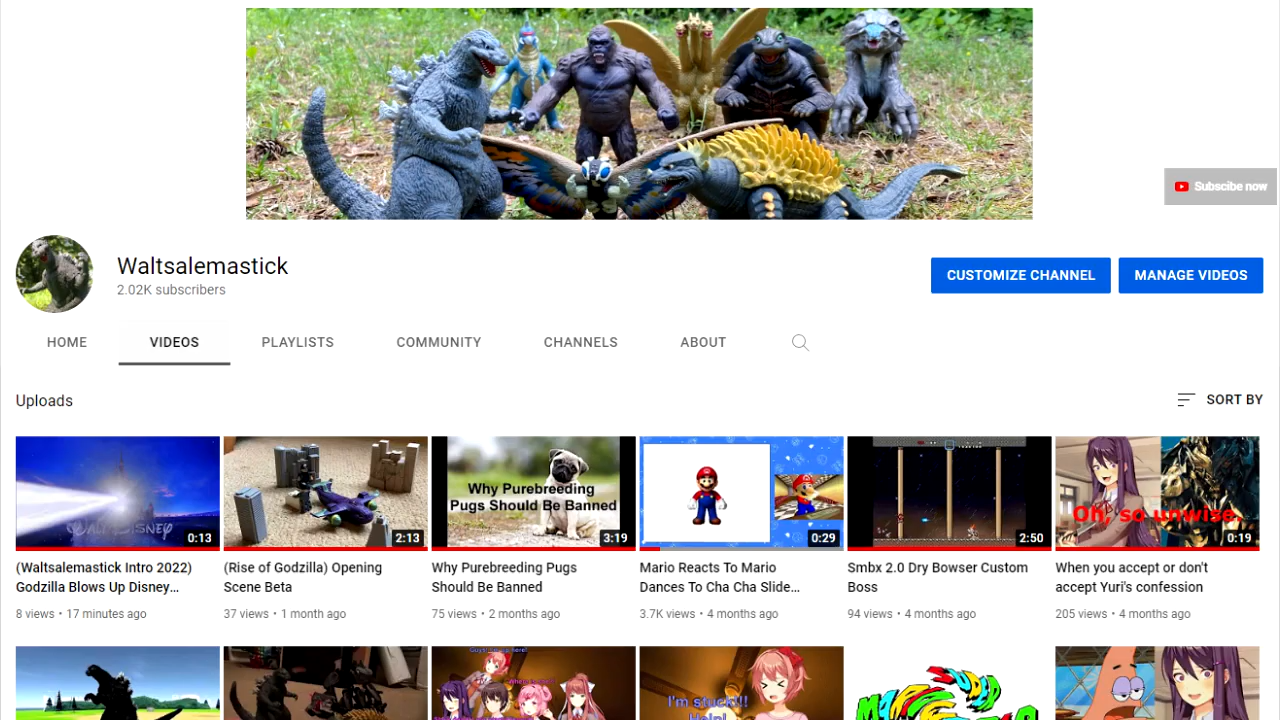 Subscibe now
Waltsalemastick
2.02K subscribers
CUSTOMIZE CHANNEL
MANAGE VIDEOS
HOME
VIDEOS
PLAYLISTS
COMMUNITY
CHANNELS
ABOUT
Uploads
SORT BY
WALT DISNEY
0:13
2:13
Why Purebreeding
Pugs Should Be Banned
3:19
0:29
2:50
Oh, so unwise.
0:19
(Waltsalemastick Intro 2022)
Godzilla Blows Up Disney...
8 views • 17 minutes ago
(Rise of Godzilla) Opening
Scene Beta
37 views • 1 month ago
Why Purebreeding Pugs
Should Be Banned
75 views • 2 months ago
Mario Reacts To Mario
Dances To Cha Cha Slide...
3.7K views • 4 months ago
Smbx 2.0 Dry Bowser Custom
Boss
94 views • 4 months ago
When you accept or don't
accept Yuri's confession
205 views • 4 months ago
I'm stuck!!!
Help!